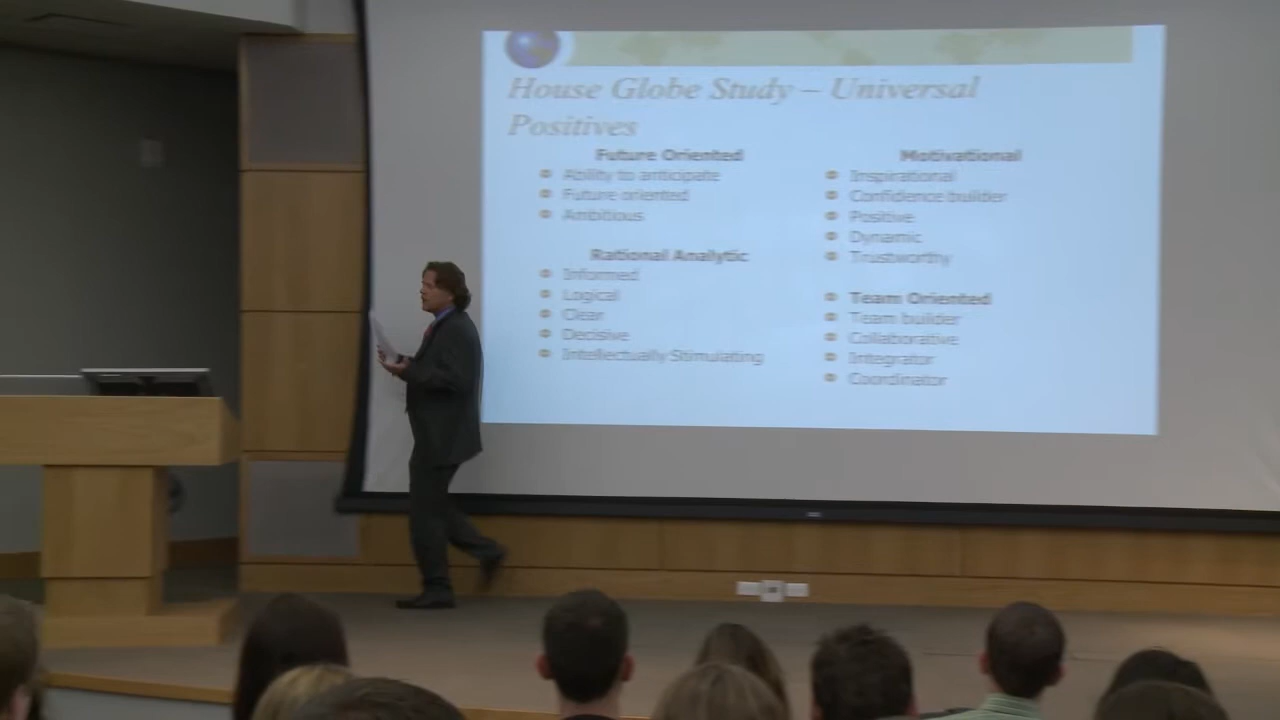 House Globe Study – Universal
Positives
Future Oriented
Ability to anticipate
Future oriented
Ambitious
Rational Analytic
Informed
Logical
Clear
Decisive
Intellectually Stimulating
Motivational
Inspirational
Confidence builder
Positive
Dynamic
Trustworthy
Team Oriented
Team builder
Collaborative
Integrator
Coordinator